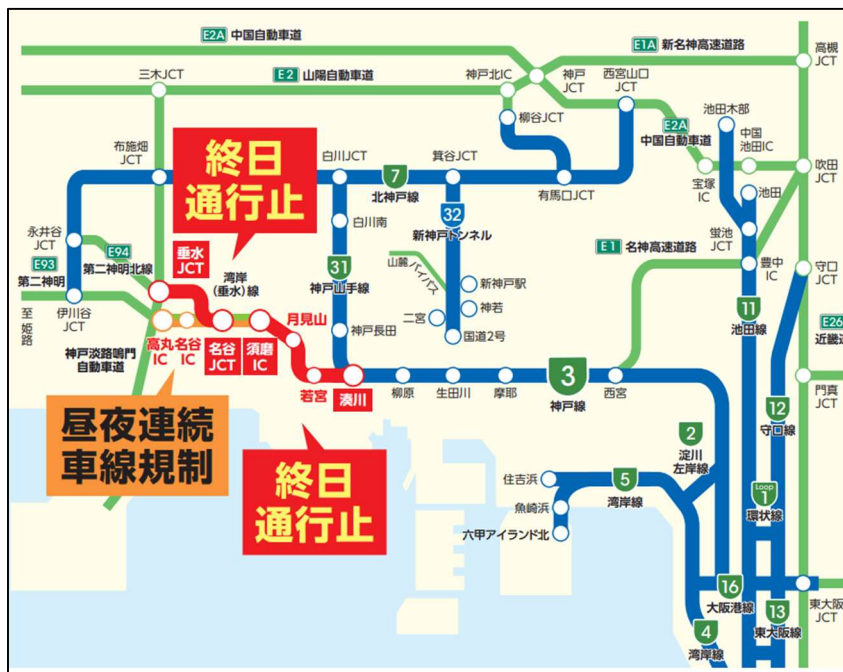 E2A 中国自動車道
E1A 新名神高速道路
高槻
JCT
三木JCT
E2 山陽自動車道
神戸北IC
神戸
JCT
西宮山口
JCT
柳谷JCT
池田木部
E2A
中国自動車道
中国
池田IC
宝塚
IC
吹田
JCT
布施畑
JCT
終日
通行止
白川JCT
7
北神戸線
箕谷JCT
有馬口JCT
池田
白川南
32
新神戸トンネル
永井谷
JCT
E94
第二神明北線
垂水
JCT
湾岸
(垂水)線
31
神戸山手線
山麓バイパス
E1 名神高速道路
蛍池
JCT
豊中
IC
守口
JCT
E93
第二神明
新神戸駅
神若
二宮
国道2号
月見山
神戸長田
11
池田線
E26
近畿道
至 姫路
伊川谷
JCT
高丸
IC
名谷
IC
名谷
JCT
須磨
IC
神戸淡路鳴門
自動車道
若宮
湊川
柳原
生田川
摩耶
3
神戸線
西宮
門真
JCT
昼夜連続
車線規制
終日
通行止
12
守口線
2
淀川
左岸線
住吉浜
5
湾岸線
魚崎浜
六甲アイランド北
Loop
1
環状線
16
大阪港線
東大阪
JCT
13
東大阪線
4
湾岸線